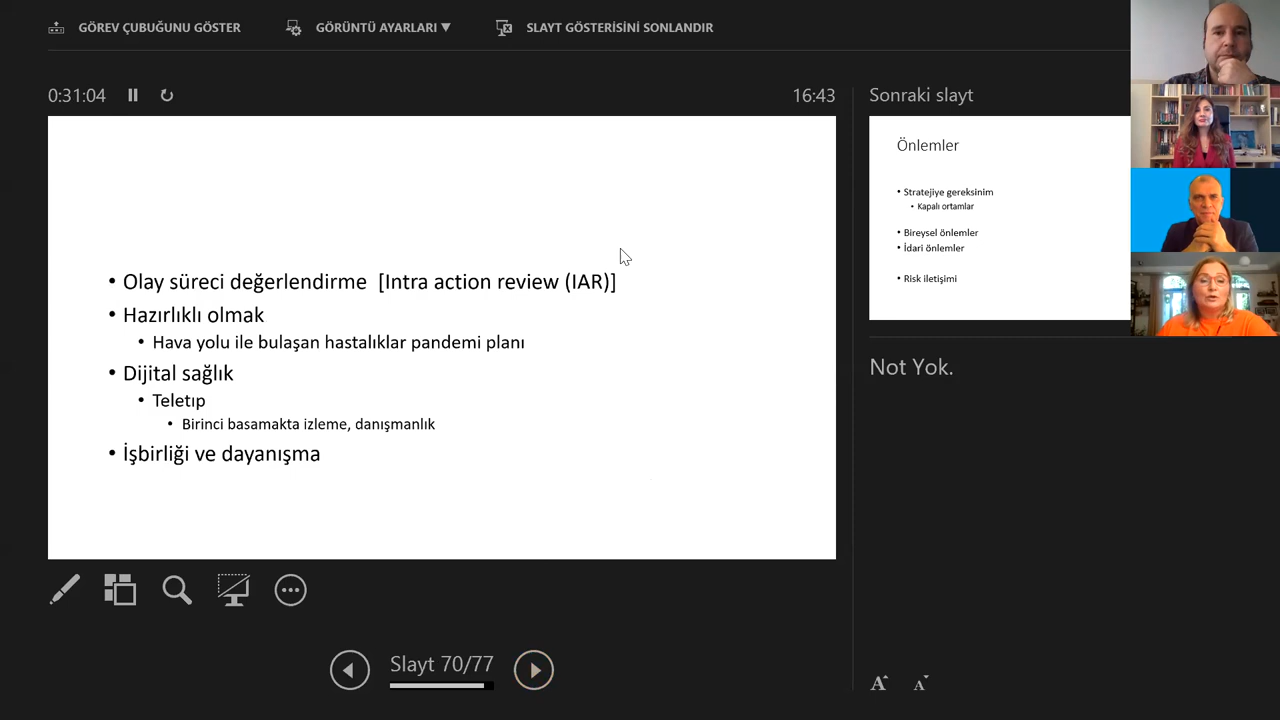 GÖREV ÇUBUĞUNU GÖSTER
GÖRÜNTÜ AYARLARI ▼
SLAYT GÖSTERİSİNİ SONLANDIR
0:31:04
16:43
• Olay süreci değerlendirme [Intra action review (IAR)]
• Hazırlıklı olmak
• Hava yolu ile bulaşan hastalıklar pandemi planı
• Dijital sağlık
• Teletıp
• Birinci basamakta izleme, danışmanlık
• İşbirliği ve dayanışma
Slayt 70/77
Sonraki slayt
Önlemler
• Stratejiye gereksinim
• Kapalı ortamlar
• Bireysel önlemler
• İdari önlemler
• Risk iletişimi
Not Yok.
A A